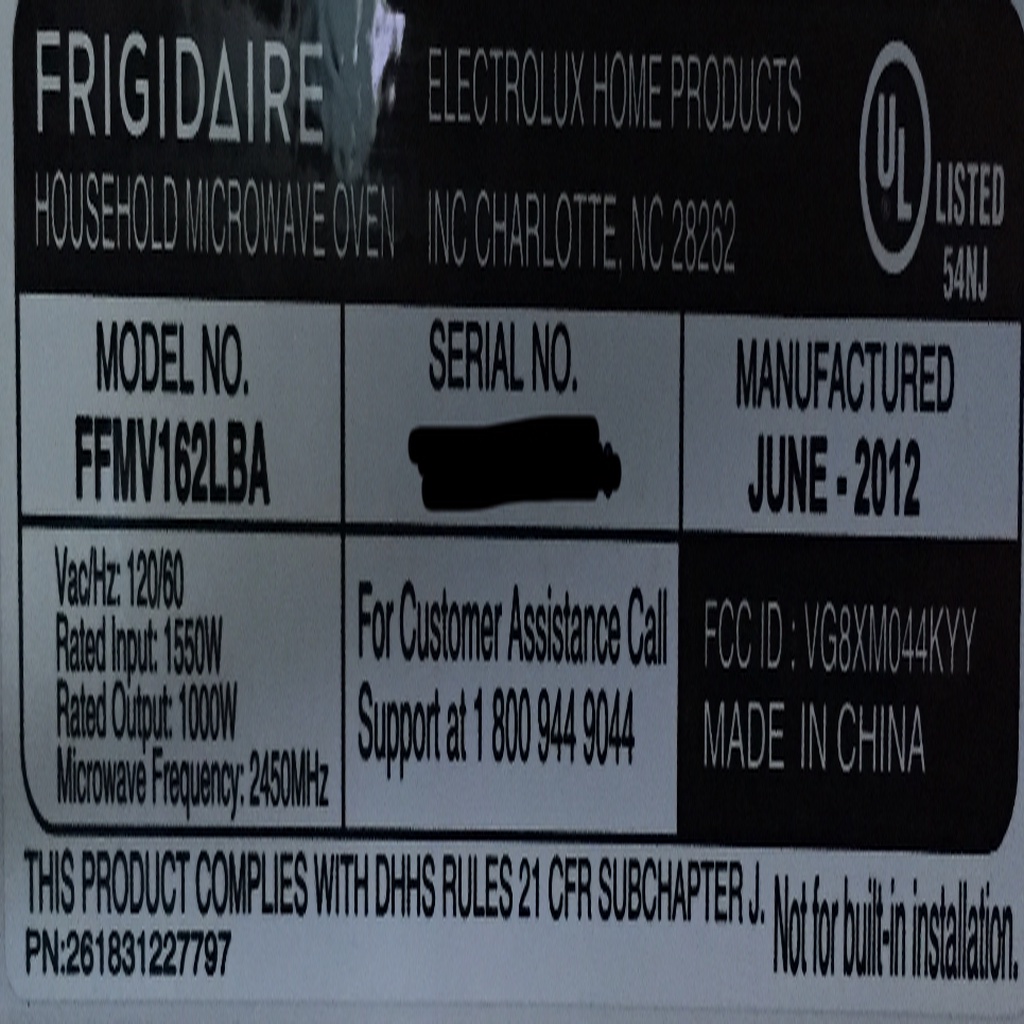 FRIGIDAIRE
HOUSEHOLD MICROWAVE OVEN
ELECTROLUX HOME PRODUCTS
INC CHARLOTTE, NC 28262
UL
LISTED
54NJ
MODEL NO.
FFMV162LBA
SERIAL NO.
MANUFACTURED
JUNE - 2012
Vac/Hz: 120/60
Rated Input: 1550W
Rated Output: 1000W
Microwave Frequency: 2450MHz
For Customer Assistance Call
Support at 1 800 944 9044
FCC ID : VG8XM044KYY
MADE IN CHINA
THIS PRODUCT COMPLIES WITH DHHS RULES 21 CFR SUBCHAPTER J.
Not for built-in installation.
PN:261831227797